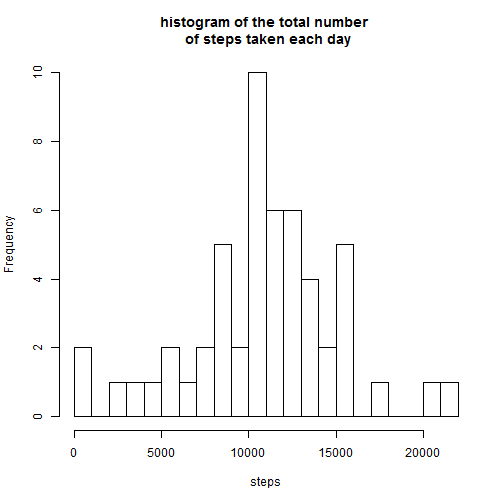 histogram of the total number
of steps taken each day
Frequency
10
8
6
4
2
0
0 5000 10000 15000 20000
steps